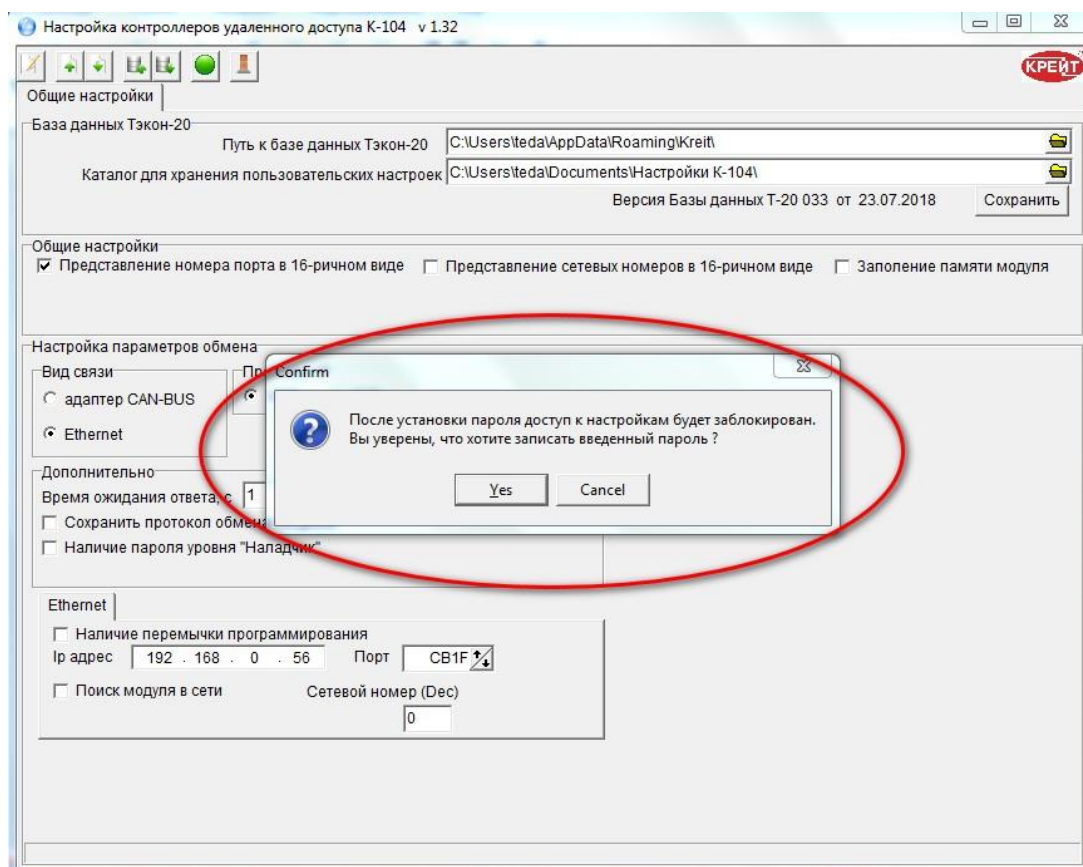 Настройка контроллеров удаленного доступа К-104 v 1.32
КРЕЙТ
Общие настройки
База данных Тэкон-20
Путь к базе данных Тэкон-20 C:\Users\teda\AppData\Roaming\Kreit\
Каталог для хранения пользовательских настроек C:\Users\teda\Documents\Настройки К-104\
Версия Базы данных Т-20 033 от 23.07.2018 Сохранить
Общие настройки
Представление номера порта в 16-ричном виде Представление сетевых номеров в 16-ричном виде Заполение памяти модуля
Настройка параметров обмена
Вид связи
адаптер CAN-BUS
Ethernet
Confirm
После установки пароля доступ к настройкам будет заблокирован.
Вы уверены, что хотите записать введенный пароль ?
Yes Cancel
Дополнительно
Время ожидания ответа, с 1
Сохранить протокол обмена
Наличие пароля уровня "Наладчик"
Ethernet
Наличие перемычки программирования
Ip адрес 192 . 168 . 0 . 56 Порт CB1F
Поиск модуля в сети Сетевой номер (Dec)
0